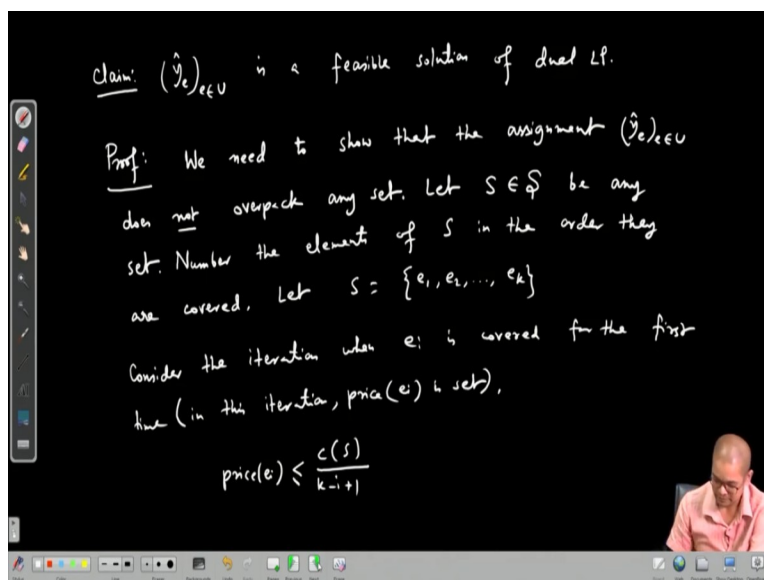 Claim: (ŷₑ)ₑ∈U is a feasible solution of dual LP.
Proof: We need to show that the assignment (ŷₑ)ₑ∈U
does not overpack any set. Let S ∈ 𝒮 be any
set. Number the elements of S in the order they
are covered. Let S = {e₁, e₂, ..., eₖ}
Consider the iteration when eᵢ is covered for the first
time (in this iteration, price(eᵢ) is set).
price(eᵢ) ≤ c(S)/(k-i+1)